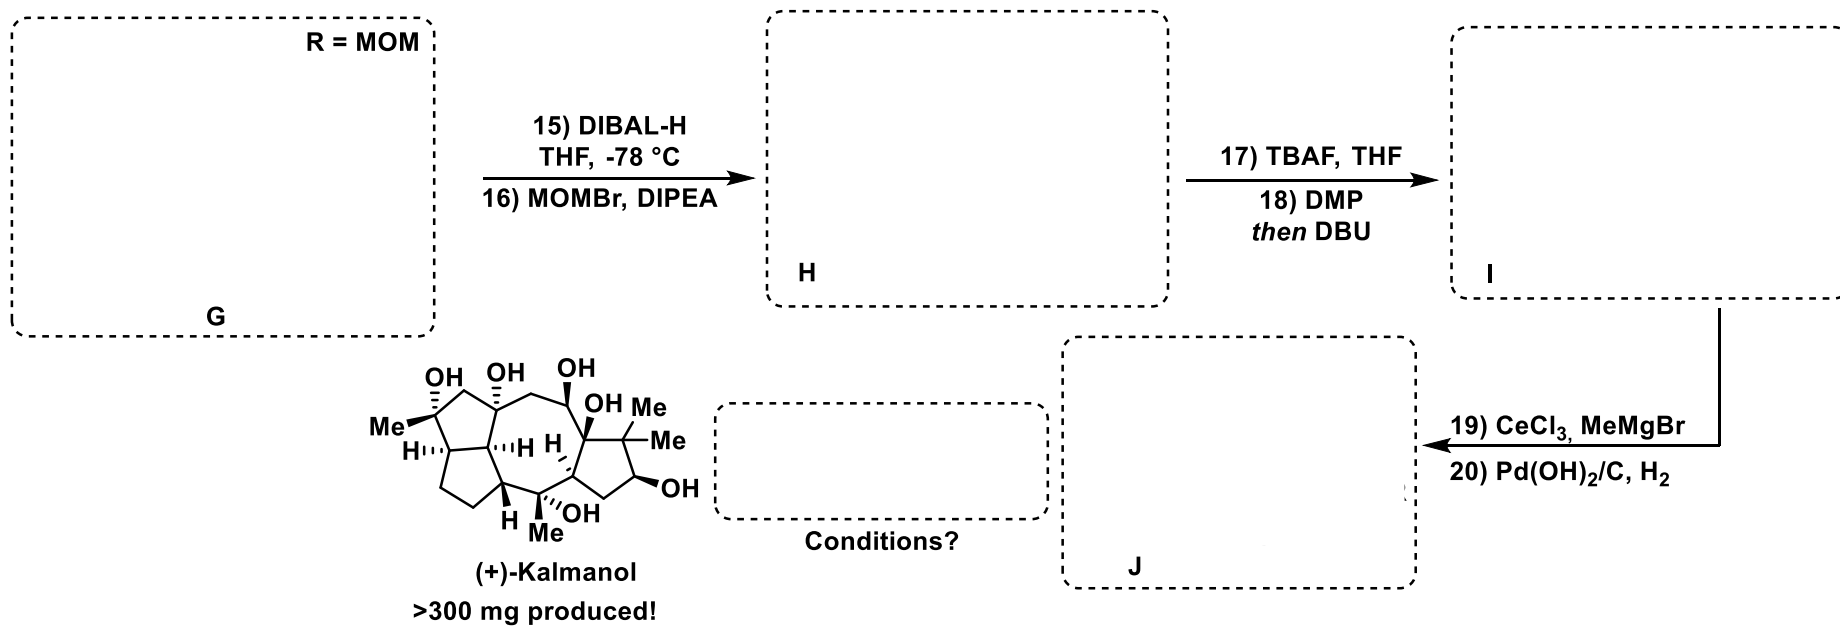 R = MOM
G
15) DIBAL-H
THF, -78 °C
16) MOMBr, DIPEA
H
17) TBAF, THF
18) DMP
then DBU
I
19) CeCl3, MeMgBr
20) Pd(OH)2/C, H2
J
Conditions?
OH
OH
OH
OH
Me
Me
Me
H
H
H
OH
H
OH
Me
(+)-Kalmanol
>300 mg produced!